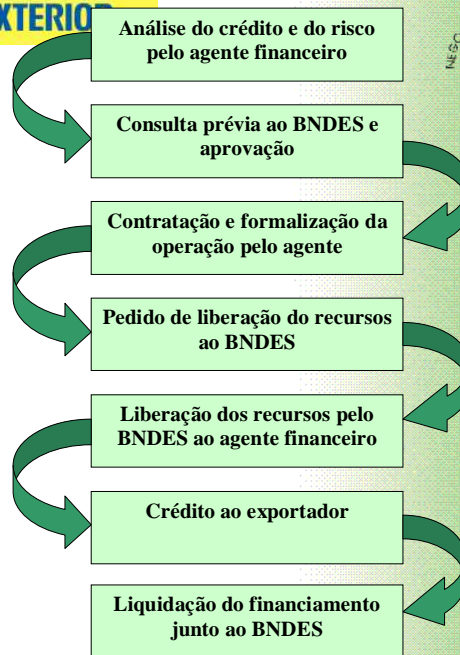 XTERIOR
Análise do crédito e do risco
pelo agente financeiro
NEGO
Consulta prévia ao BNDES e
aprovação
Contratação e formalização da
operação pelo agente
Pedido de liberação do recursos
ao BNDES
Liberação dos recursos pelo
BNDES ao agente financeiro
Crédito ao exportador
Liquidação do financiamento
junto ao BNDES